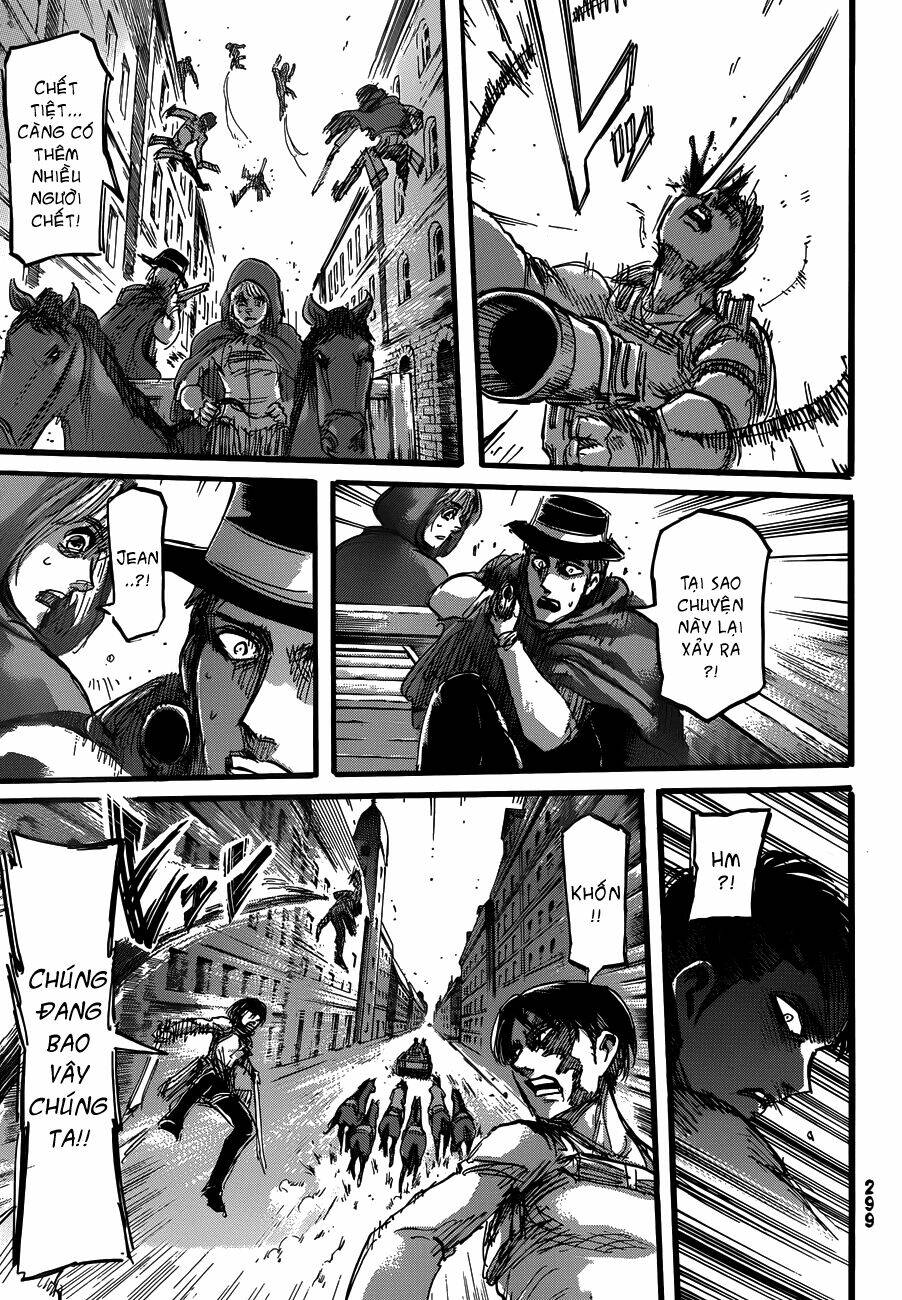 CHẾT
TIỆT...
CÀNG CÓ
THÊM
NHIỀU
NGƯỜI
CHẾT!
TẠI SAO
CHUYỆN
NÀY LẠI
XẢY RA
?!
JEAN
..?!
HM
?!
KHỐN
!!
CHÚNG
ĐANG
BAO
VÂY
CHÚNG
TA!!
299